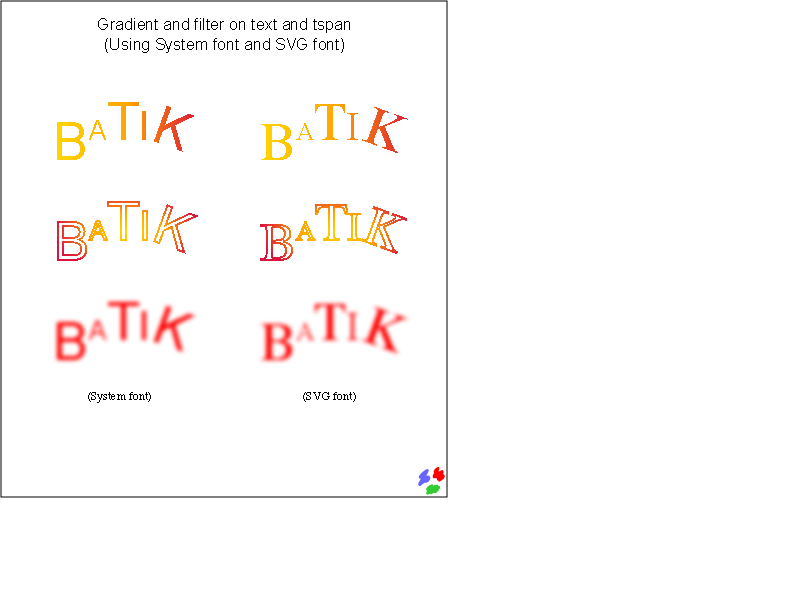 Gradient and filter on text and tspan
(Using System font and SVG font)
BATIK BATIK
BATIK BATIK
BATIK BATIK
(System font) (SVG font)